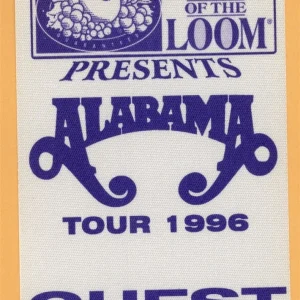 OF THE
LOOM®
PRESENTS
ALABAMA
TOUR 1996
GUEST